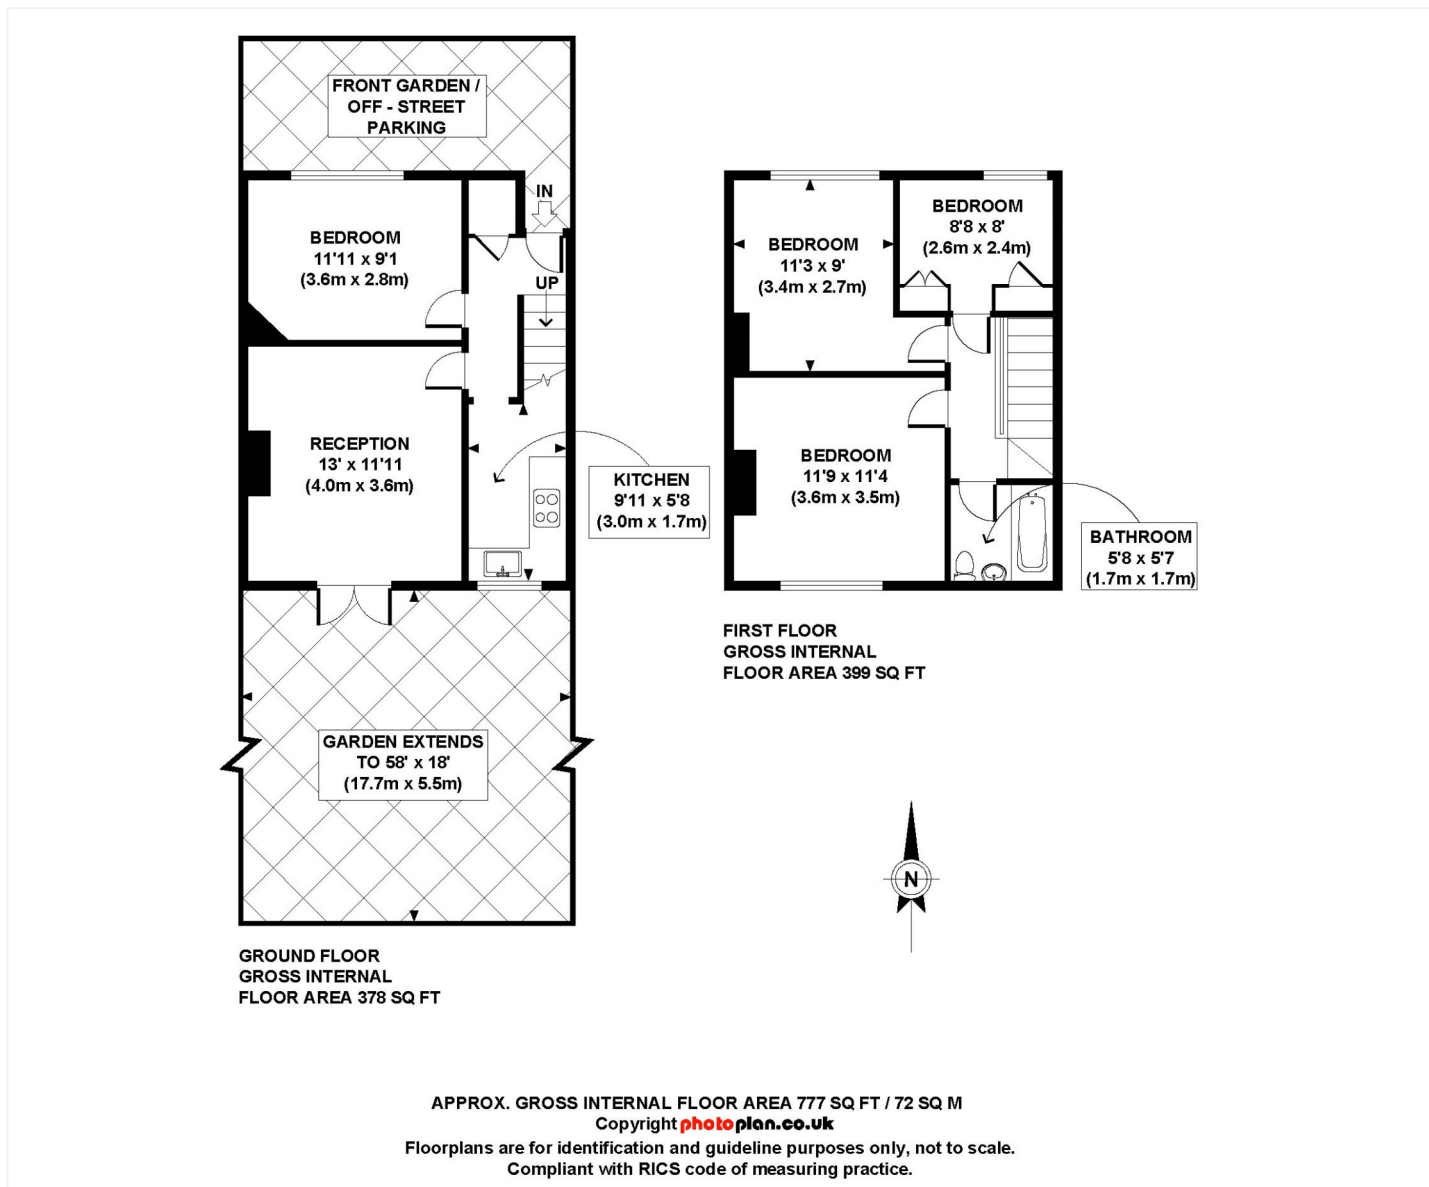 FRONT GARDEN /
OFF - STREET
PARKING
IN
BEDROOM
11'11 x 9'1
(3.6m x 2.8m)
UP
RECEPTION
13' x 11'11
(4.0m x 3.6m)
KITCHEN
9'11 x 5'8
(3.0m x 1.7m)
GARDEN EXTENDS
TO 58' x 18'
(17.7m x 5.5m)
GROUND FLOOR
GROSS INTERNAL
FLOOR AREA 378 SQ FT
BEDROOM
11'3 x 9'
(3.4m x 2.7m)
BEDROOM
8'8 x 8'
(2.6m x 2.4m)
BEDROOM
11'9 x 11'4
(3.6m x 3.5m)
BATHROOM
5'8 x 5'7
(1.7m x 1.7m)
FIRST FLOOR
GROSS INTERNAL
FLOOR AREA 399 SQ FT
N
APPROX. GROSS INTERNAL FLOOR AREA 777 SQ FT / 72 SQ M
Copyright photoplan.co.uk
Floorplans are for identification and guideline purposes only, not to scale.
Compliant with RICS code of measuring practice.